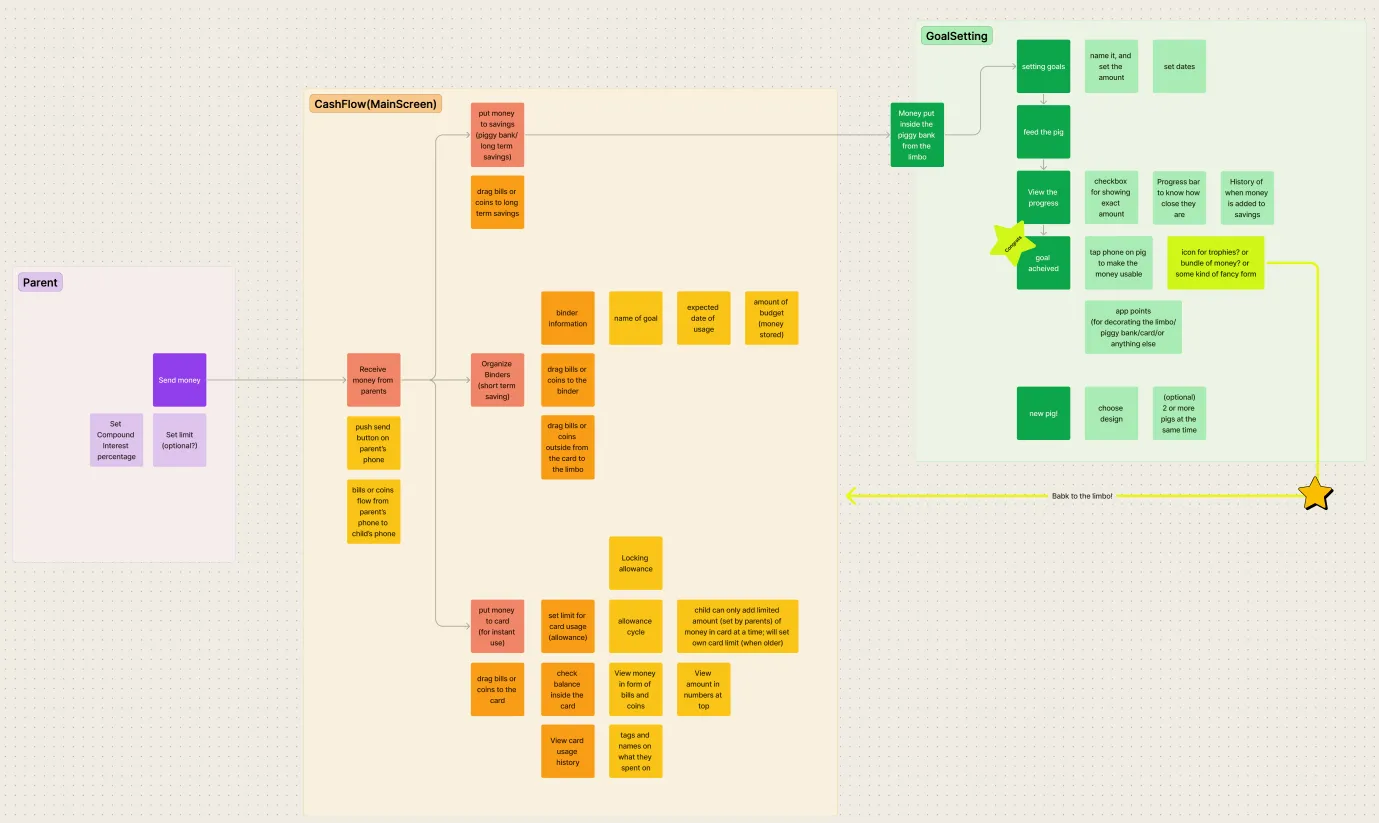 Parent
Send money
Set
Compound
Interest
percentage
Set limit
(optional?)
CashFlow(MainScreen)
put money
to savings
(piggy bank/
long term
savings)
drag bills or
coins to long
term savings
Receive
money from
parents
push send
button on
parent's
phone
bills or coins
flow from
parent's
phone to
child's phone
Organize
Binders
(short term
saving)
binder
information
name of goal
expected
date of
usage
amount of
budget
(money
stored)
drag bills or
coins to the
binder
drag bills or
coins
outside from
the card to
the limbo
Locking
allowance
put money
to card
(for instant
use)
set limit for
card usage
(allowance)
allowance
cycle
child can only add limited
amount (set by parents) of
money in card at a time; will set
own card limit (when older)
drag bills or
coins to the
card
check
balance
inside the
card
View money
in form of
bills and
coins
View
amount in
numbers at
top
View card
usage
history
tags and
names on
what they
spent on
GoalSetting
Money put
inside the
piggy bank
from the
limbo
setting goals
name it, and
set the
amount
set dates
feed the pig
View the
progress
checkbox
for showing
exact
amount
Progress bar
to know how
close they
are
History of
when money
is added to
savings
Congrats
goal
acheived
tap phone on pig
to make the
money usable
icon for trophies? or
bundle of money? or
some kind of fancy form
app points
(for decorating the limbo/
piggy bank/card/or
anything else
new pig!
choose
design
(optional)
2 or more
pigs at the
same time
Babk to the limbo!